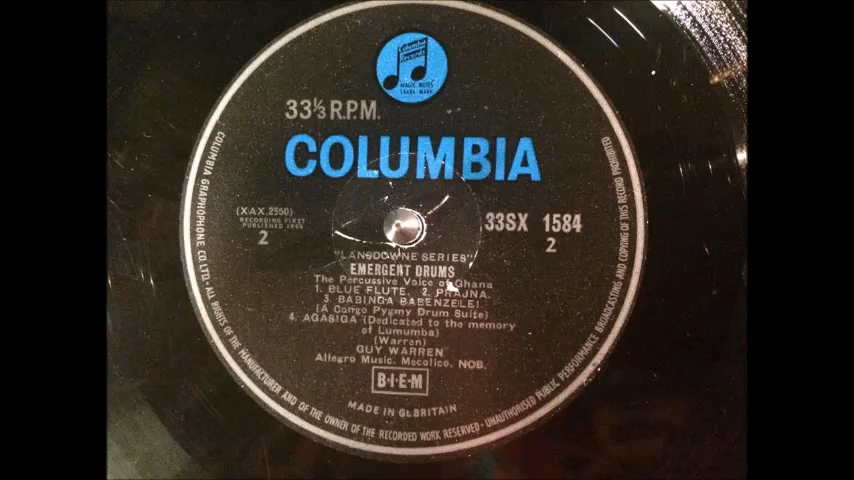 Columbia
Records
MAGIC NOTES
TRADE MARK
33⅓ R.P.M.
COLUMBIA
(XAX.2550)
RECORDING FIRST
PUBLISHED
2
33SX 1584
2
"LANSDOWNE SERIES"
EMERGENT DRUMS
The Percussive Voice of Ghana
1. BLUE FLUTE. 2. PRAJNA.
3. BABINGA BABENZELE!
(A Congo Pygmy Drum Suite)
4. AGASIGA (Dedicated to the memory
of Lumumba)
(Warren)
GUY WARREN
Allegro Music. Mecolico. NCB.
B·I·E·M
MADE IN Gt. BRITAIN
COLUMBIA GRAPHOPHONE CO. LTD.·ALL RIGHTS OF THE MANUFACTURER AND OF THE OWNER OF THE RECORDED WORK RESERVED·UNAUTHORISED PUBLIC PERFORMANCE BROADCASTING AND COPYING OF THIS RECORD PROHIBITED